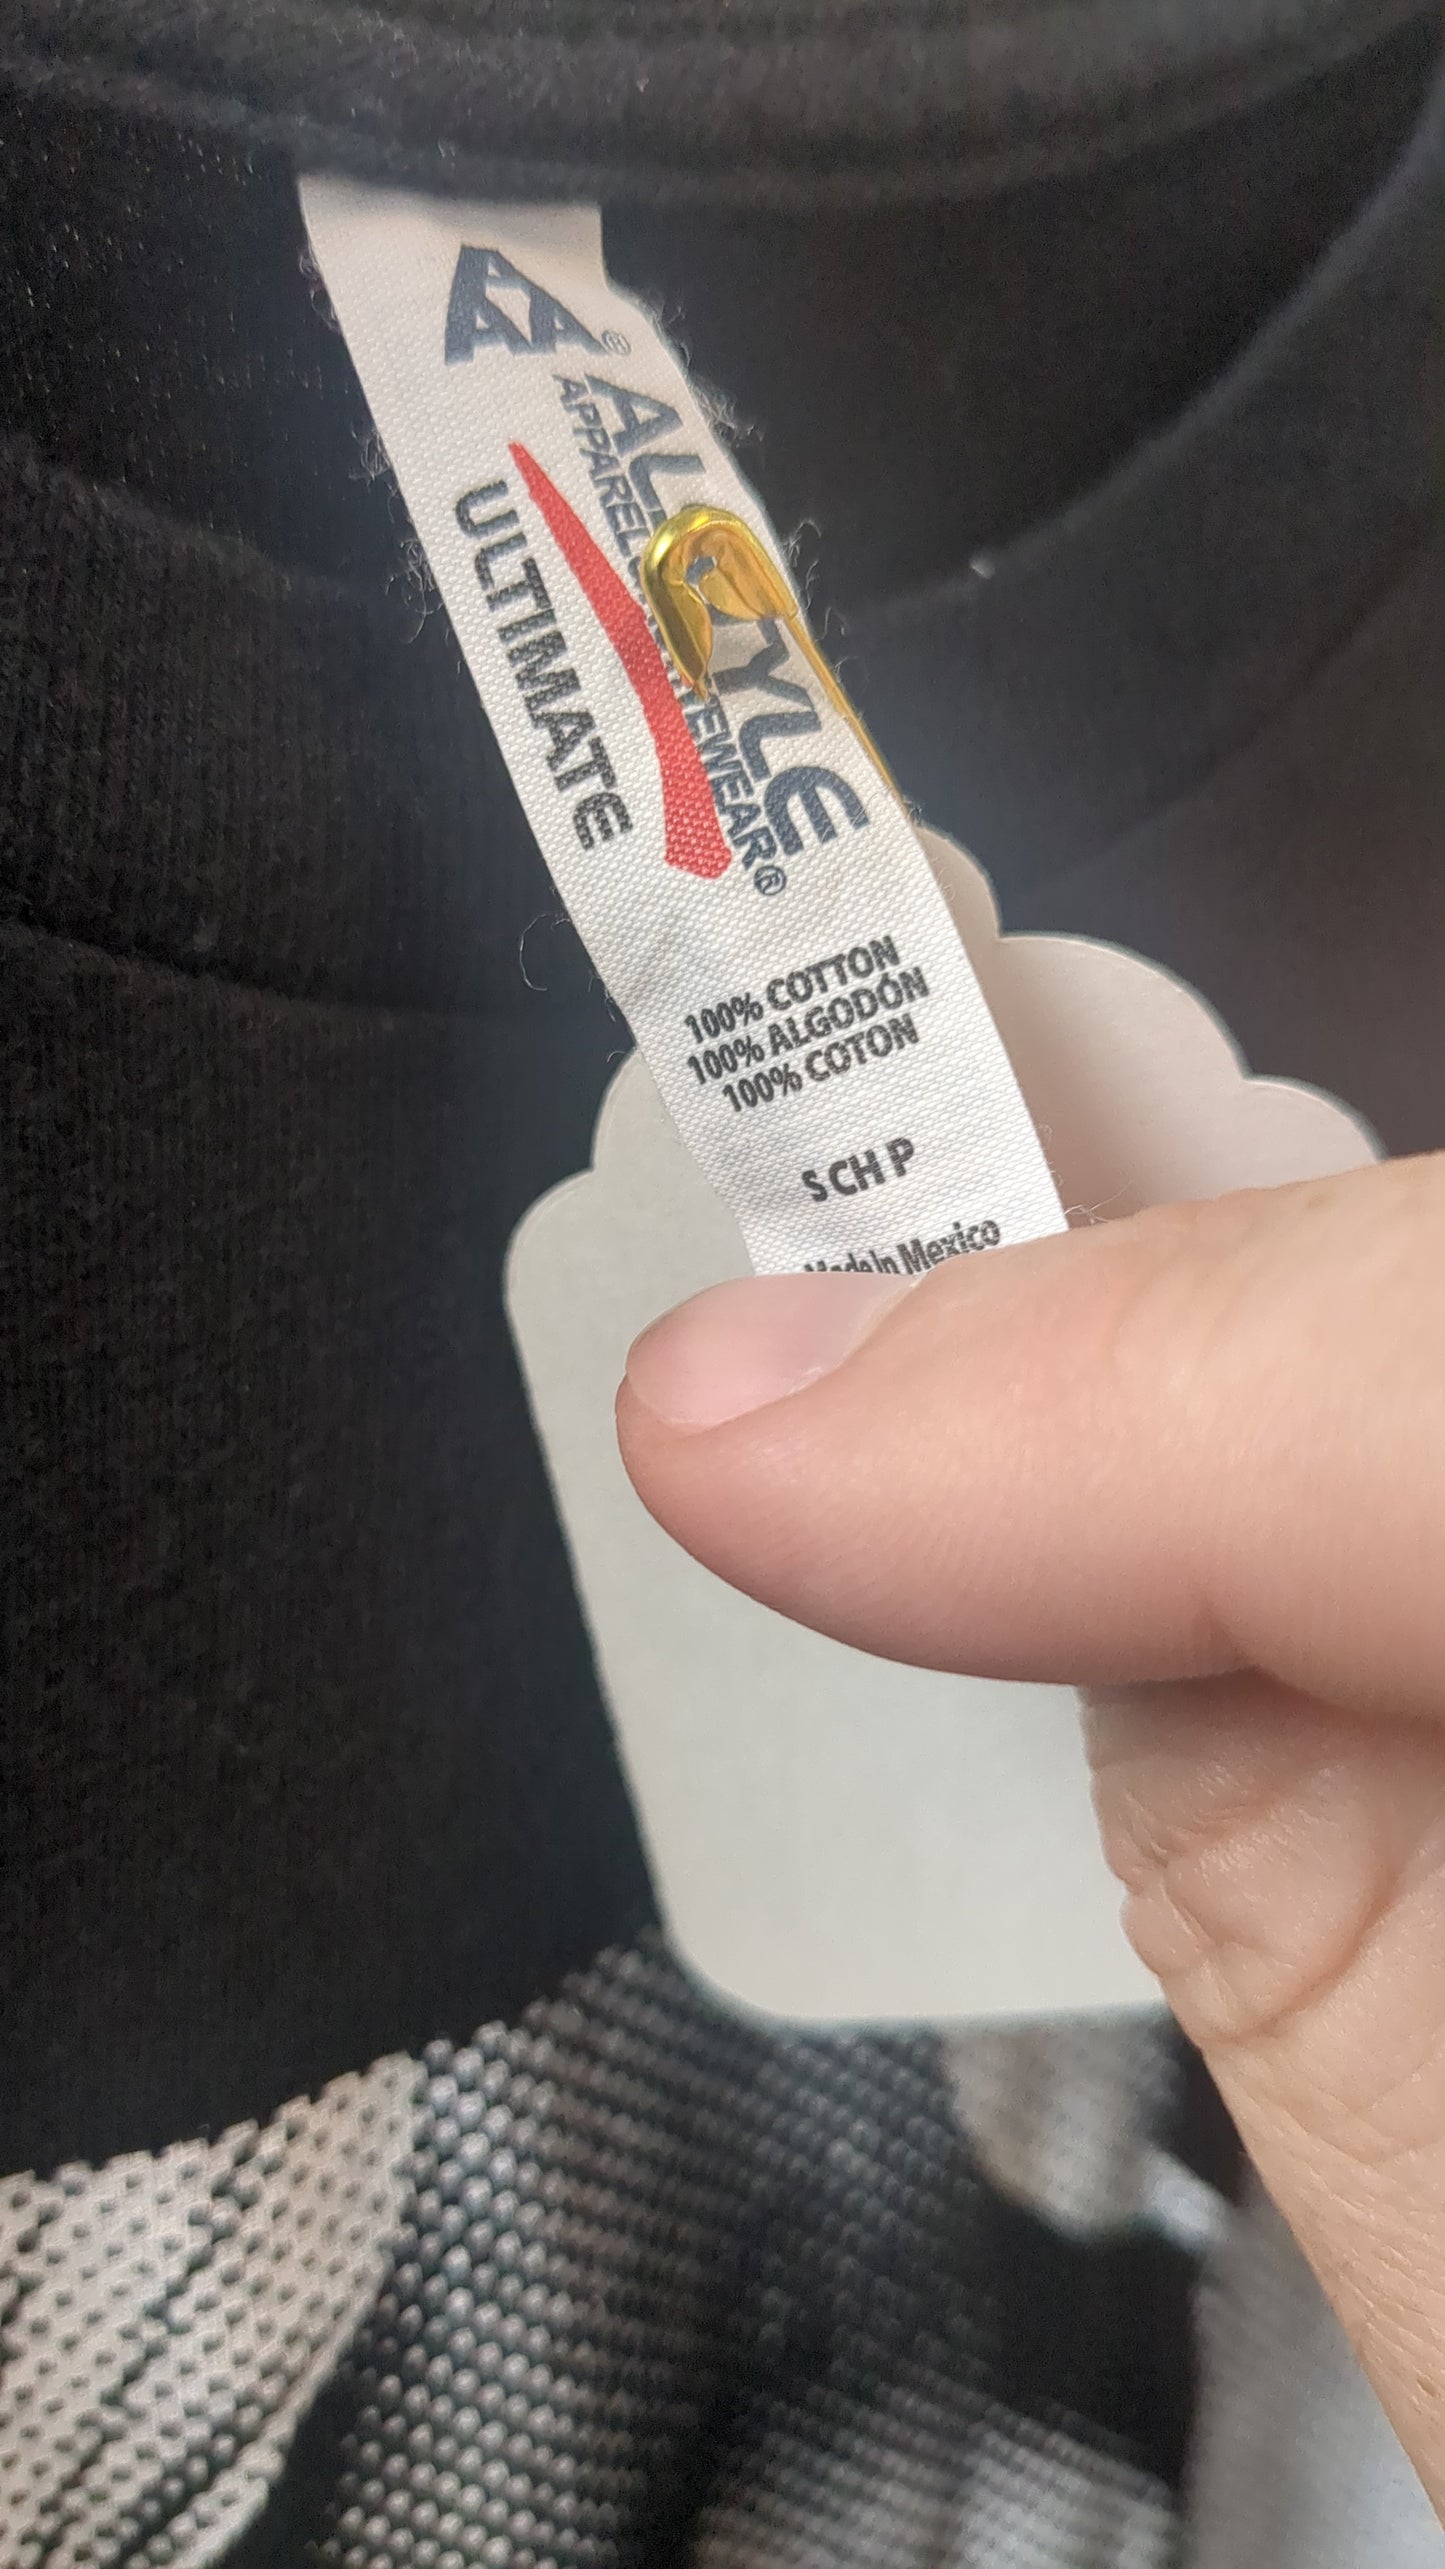 AAA®
ALSTYLE
APPAREL & ACTIVEWEAR®
ULTIMATE
100% COTTON
100% ALGODÓN
100% COTON
S CH P
Made In Mexico